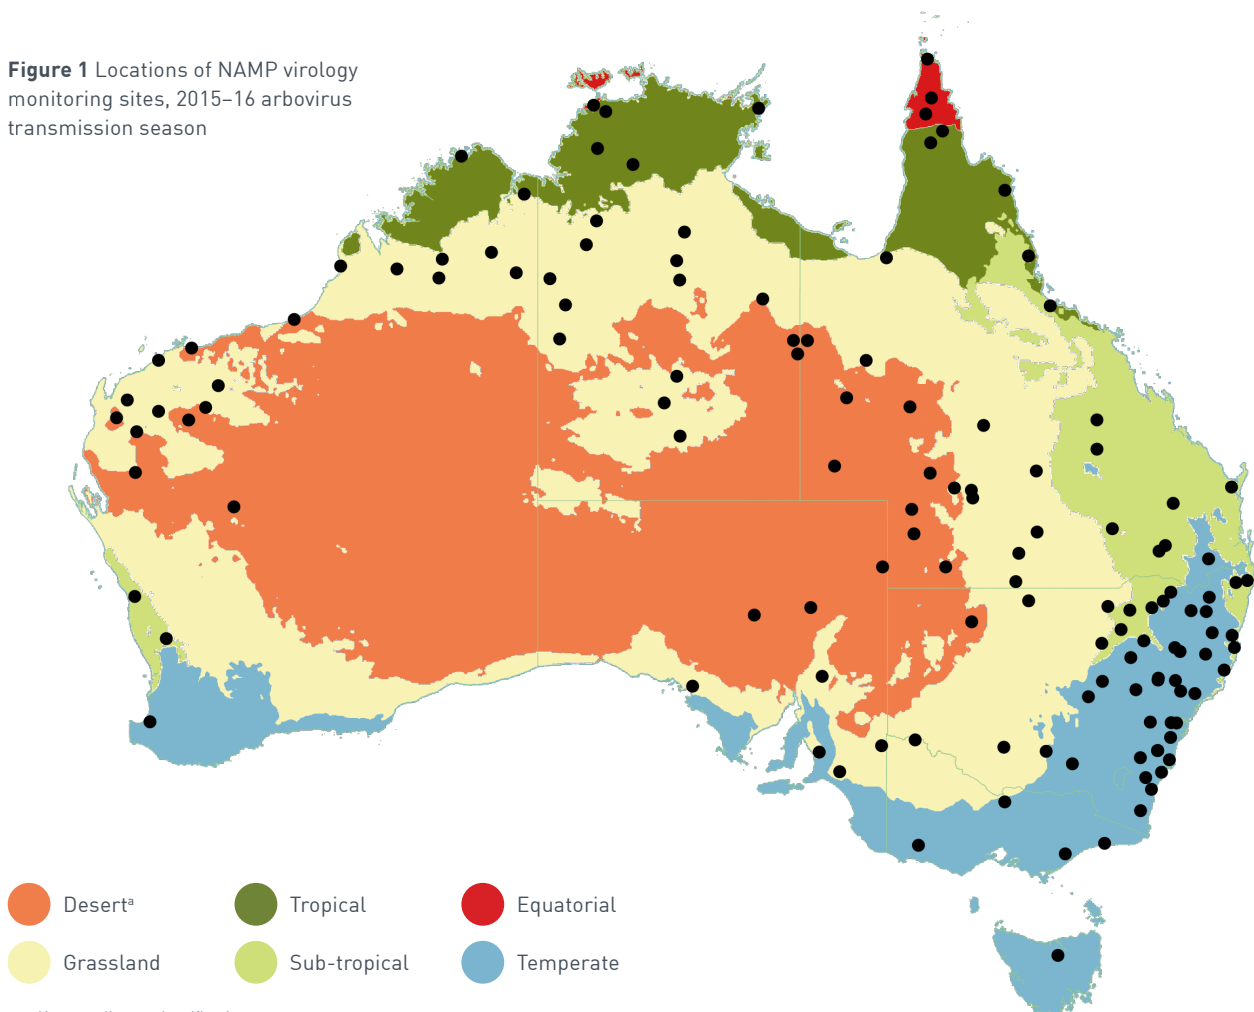 Figure 1 Locations of NAMP virology
monitoring sites, 2015–16 arbovirus
transmission season
Desertᵃ
Tropical
Equatorial
Grassland
Sub-tropical
Temperate